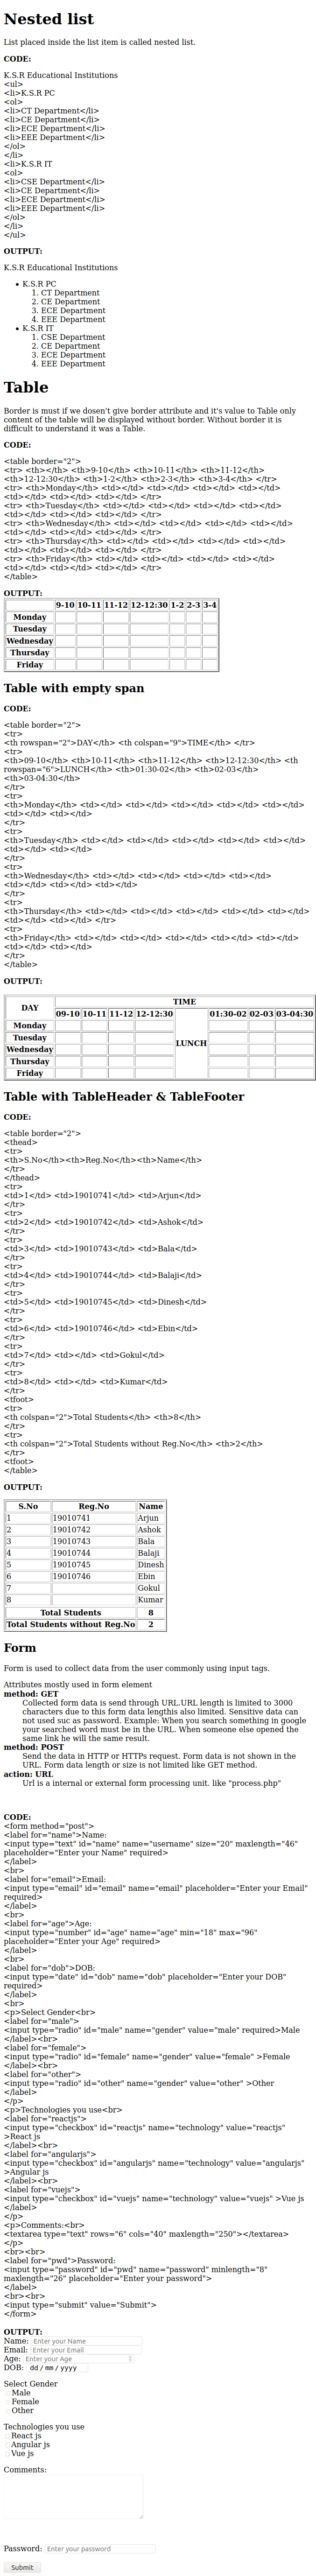 Nested list
List placed inside the list item is called nested list.
CODE:
K.S.R Educational Institutions
<ul>
<li>K.S.R PC
<ol>
<li>CT Department</li>
<li>CE Department</li>
<li>ECE Department</li>
<li>EEE Department</li>
</ol>
</li>
<li>K.S.R IT
<ol>
<li>CSE Department</li>
<li>CE Department</li>
<li>ECE Department</li>
<li>EEE Department</li>
</ol>
</li>
</ul>
OUTPUT:
K.S.R Educational Institutions
• K.S.R PC
1. CT Department
2. CE Department
3. ECE Department
4. EEE Department
• K.S.R IT
1. CSE Department
2. CE Department
3. ECE Department
4. EEE Department
Table
Border is must if we dosen't give border attribute and it's value to Table only
content of the table will be displayed without border. Without border it is
difficult to understand it was a Table.
CODE:
<table border="2">
<tr> <th></th> <th>9-10</th> <th>10-11</th> <th>11-12</th>
<th>12-12:30</th> <th>1-2</th> <th>2-3</th> <th>3-4</th> </tr>
<tr> <th>Monday</th> <td></td> <td></td> <td></td> <td></td>
<td></td> <td></td> <td></td> </tr>
<tr> <th>Tuesday</th> <td></td> <td></td> <td></td> <td></td>
<td></td> <td></td> <td></td> </tr>
<tr> <th>Wednesday</th> <td></td> <td></td> <td></td> <td></td>
<td></td> <td></td> <td></td> </tr>
<tr> <th>Thursday</th> <td></td> <td></td> <td></td> <td></td>
<td></td> <td></td> <td></td> </tr>
<tr> <th>Friday</th> <td></td> <td></td> <td></td> <td></td>
<td></td> <td></td> <td></td> </tr>
</table>
OUTPUT:
9-10 10-11 11-12 12-12:30 1-2 2-3 3-4
Monday
Tuesday
Wednesday
Thursday
Friday
Table with empty span
CODE:
<table border="2">
<tr>
<th rowspan="2">DAY</th> <th colspan="9">TIME</th> </tr>
<tr>
<th>09-10</th> <th>10-11</th> <th>11-12</th> <th>12-12:30</th> <th
rowspan="6">LUNCH</th> <th>01:30-02</th> <th>02-03</th>
<th>03-04:30</th>
</tr>
<tr>
<th>Monday</th> <td></td> <td></td> <td></td> <td></td> <td></td>
<td></td> <td></td>
</tr>
<tr>
<th>Tuesday</th> <td></td> <td></td> <td></td> <td></td> <td></td>
<td></td> <td></td>
</tr>
<tr>
<th>Wednesday</th> <td></td> <td></td> <td></td> <td></td>
<td></td> <td></td> <td></td>
</tr>
<tr>
<th>Thursday</th> <td></td> <td></td> <td></td> <td></td> <td></td>
<td></td> <td></td> </tr>
<tr>
<th>Friday</th> <td></td> <td></td> <td></td> <td></td> <td></td>
<td></td> <td></td>
</tr>
</table>
OUTPUT:
DAY TIME
09-10 10-11 11-12 12-12:30 LUNCH 01:30-02 02-03 03-04:30
Monday
Tuesday
Wednesday
Thursday
Friday
Table with TableHeader & TableFooter
CODE:
<table border="2">
<thead>
<tr>
<th>S.No</th><th>Reg.No</th><th>Name</th>
</tr>
</thead>
<tr>
<td>1</td> <td>19010741</td> <td>Arjun</td>
</tr>
<tr>
<td>2</td> <td>19010742</td> <td>Ashok</td>
</tr>
<tr>
<td>3</td> <td>19010743</td> <td>Bala</td>
</tr>
<tr>
<td>4</td> <td>19010744</td> <td>Balaji</td>
</tr>
<tr>
<td>5</td> <td>19010745</td> <td>Dinesh</td>
</tr>
<tr>
<td>6</td> <td>19010746</td> <td>Ebin</td>
</tr>
<tr>
<td>7</td> <td></td> <td>Gokul</td>
</tr>
<tr>
<td>8</td> <td></td> <td>Kumar</td>
</tr>
<tfoot>
<tr>
<th colspan="2">Total Students</th> <th>8</th>
</tr>
<tr>
<th colspan="2">Total Students without Reg.No</th> <th>2</th>
</tr>
<tfoot>
</table>
OUTPUT:
S.No Reg.No Name
1 19010741 Arjun
2 19010742 Ashok
3 19010743 Bala
4 19010744 Balaji
5 19010745 Dinesh
6 19010746 Ebin
7 Gokul
8 Kumar
Total Students 8
Total Students without Reg.No 2
Form
Form is used to collect data from the user commonly using input tags.
Attributes mostly used in form element
method: GET
Collected form data is send through URL.URL length is limited to 3000
characters due to this form data lengthis also limited. Sensitive data can
not used suc as password. Example: When you search something in google
your searched word must be in the URL. When someone else opened the
same link he will the same result.
method: POST
Send the data in HTTP or HTTPs request. Form data is not shown in the
URL. Form data length or size is not limited like GET method.
action: URL
Url is a internal or external form processing unit. like "process.php"
CODE:
<form method="post">
<label for="name">Name:
<input type="text" id="name" name="username" size="20" maxlength="46"
placeholder="Enter your Name" required>
</label>
<br>
<label for="email">Email:
<input type="email" id="email" name="email" placeholder="Enter your Email"
required>
</label>
<br>
<label for="age">Age:
<input type="number" id="age" name="age" min="18" max="96"
placeholder="Enter your Age" required>
</label>
<br>
<label for="dob">DOB:
<input type="date" id="dob" name="dob" placeholder="Enter your DOB"
required>
</label>
<br>
<p>Select Gender<br>
<label for="male">
<input type="radio" id="male" name="gender" value="male" required>Male
</label><br>
<label for="female">
<input type="radio" id="female" name="gender" value="female" >Female
</label><br>
<label for="other">
<input type="radio" id="other" name="gender" value="other" >Other
</label>
</p>
<p>Technologies you use<br>
<label for="reactjs">
<input type="checkbox" id="reactjs" name="technology" value="reactjs"
>React js
</label><br>
<label for="angularjs">
<input type="checkbox" id="angularjs" name="technology" value="angularjs"
>Angular js
</label><br>
<label for="vuejs">
<input type="checkbox" id="vuejs" name="technology" value="vuejs" >Vue js
</label>
</p>
<p>Comments:<br>
<textarea type="text" rows="6" cols="40" maxlength="250"></textarea>
</p>
<br><br>
<label for="pwd">Password:
<input type="password" id="pwd" name="password" minlength="8"
maxlength="26" placeholder="Enter your password">
</label>
<br><br>
<input type="submit" value="Submit">
</form>
OUTPUT:
Name: Enter your Name
Email: Enter your Email
Age: Enter your Age
DOB: dd/mm/yyyy
Select Gender
Male
Female
Other
Technologies you use
React js
Angular js
Vue js
Comments:
Password: Enter your password
Submit